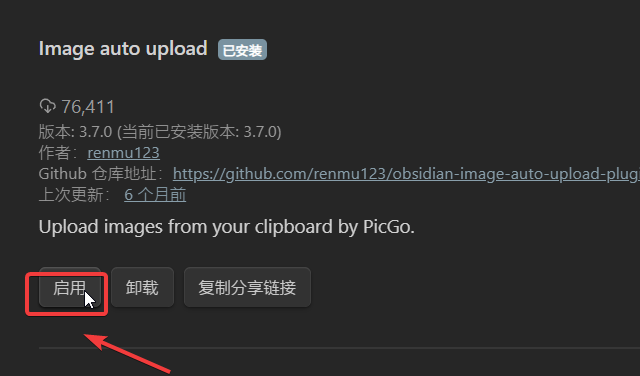 Image auto upload 已安装
76,411
版本: 3.7.0 (当前已安装版本: 3.7.0)
作者: renmu123
Github 仓库地址: https://github.com/renmu123/obsidian-image-auto-upload-plugi
上次更新: 6 个月前
Upload images from your clipboard by PicGo.
启用 卸载 复制分享链接